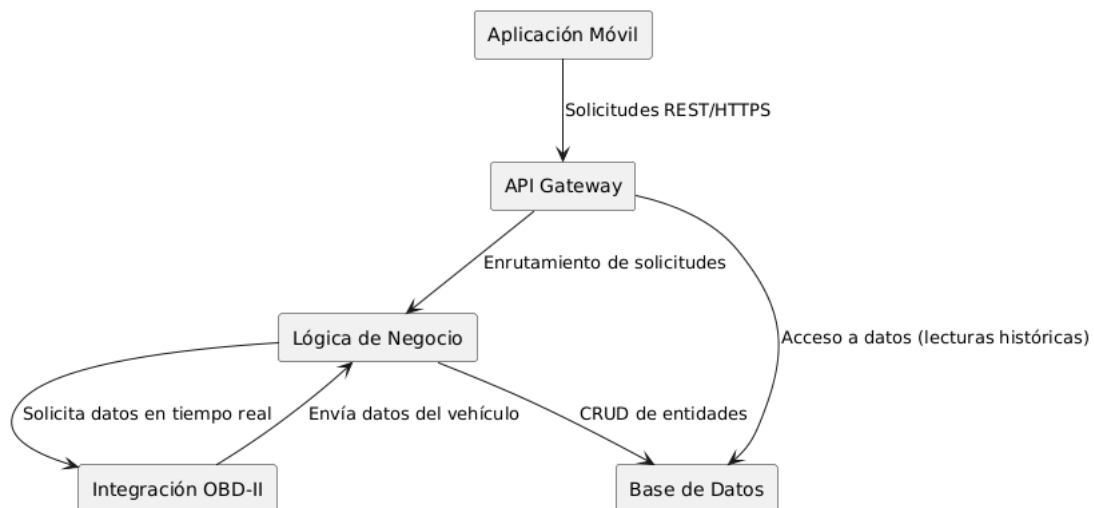 Aplicación Móvil
Solicitudes REST/HTTPS
API Gateway
Enrutamiento de solicitudes
Acceso a datos (lecturas históricas)
Lógica de Negocio
Solicita datos en tiempo real
Envía datos del vehículo
CRUD de entidades
Integración OBD-II
Base de Datos